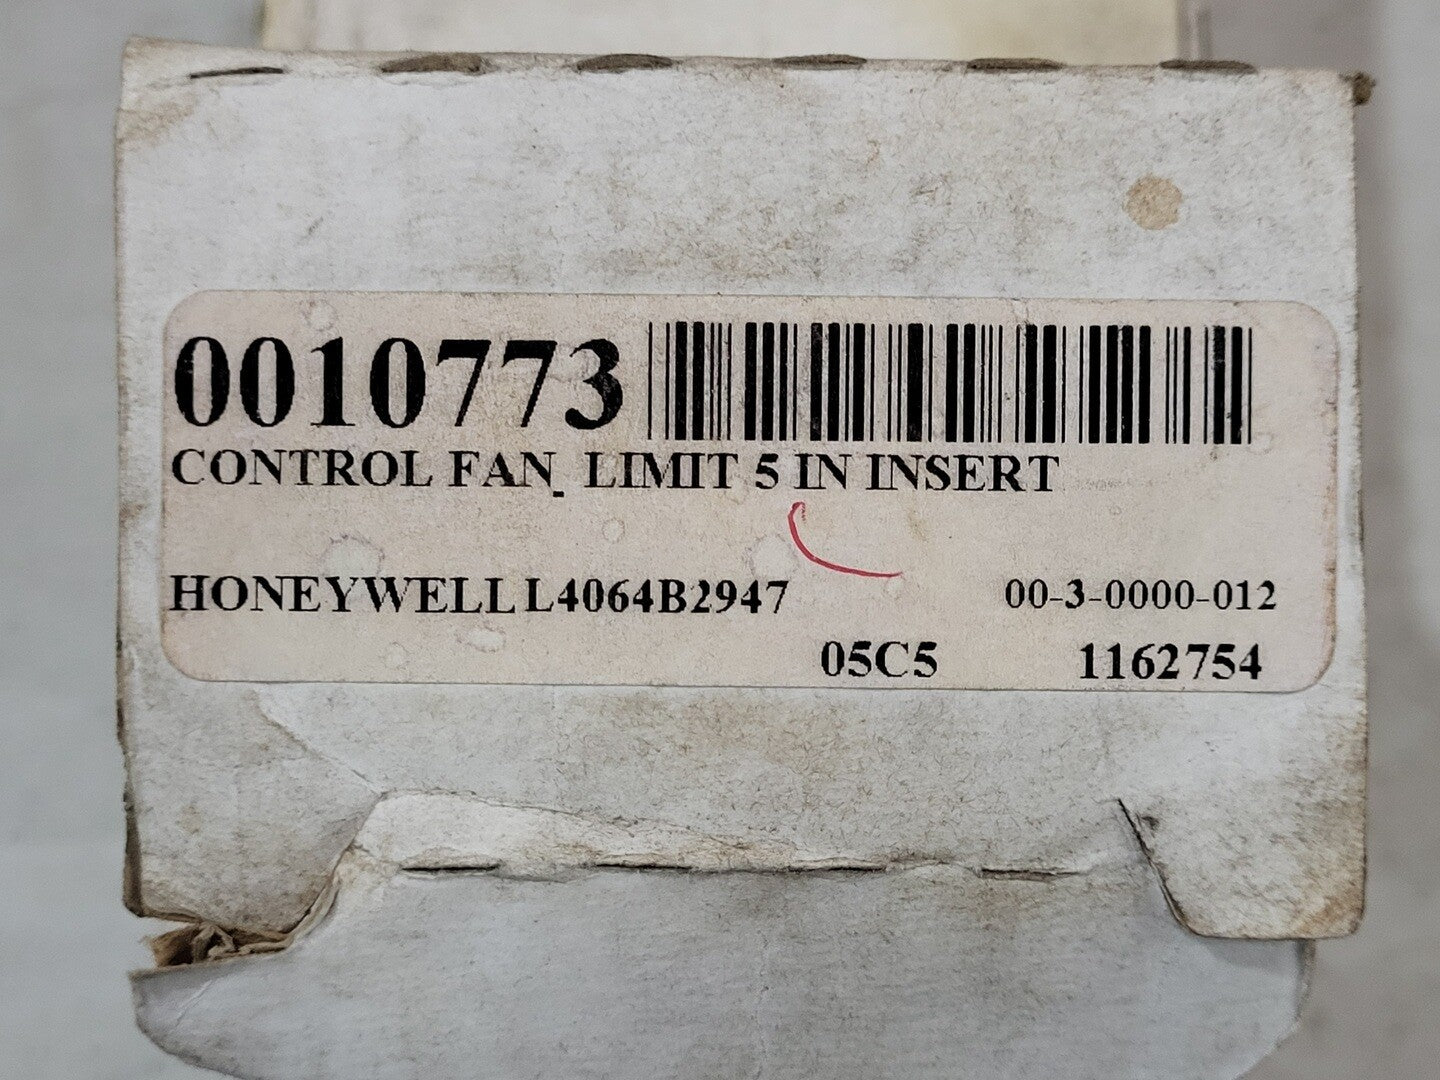 0010773
CONTROL FAN_ LIMIT 5 IN INSERT
HONEYWELL L4064B2947 00-3-0000-012
05C5 1162754